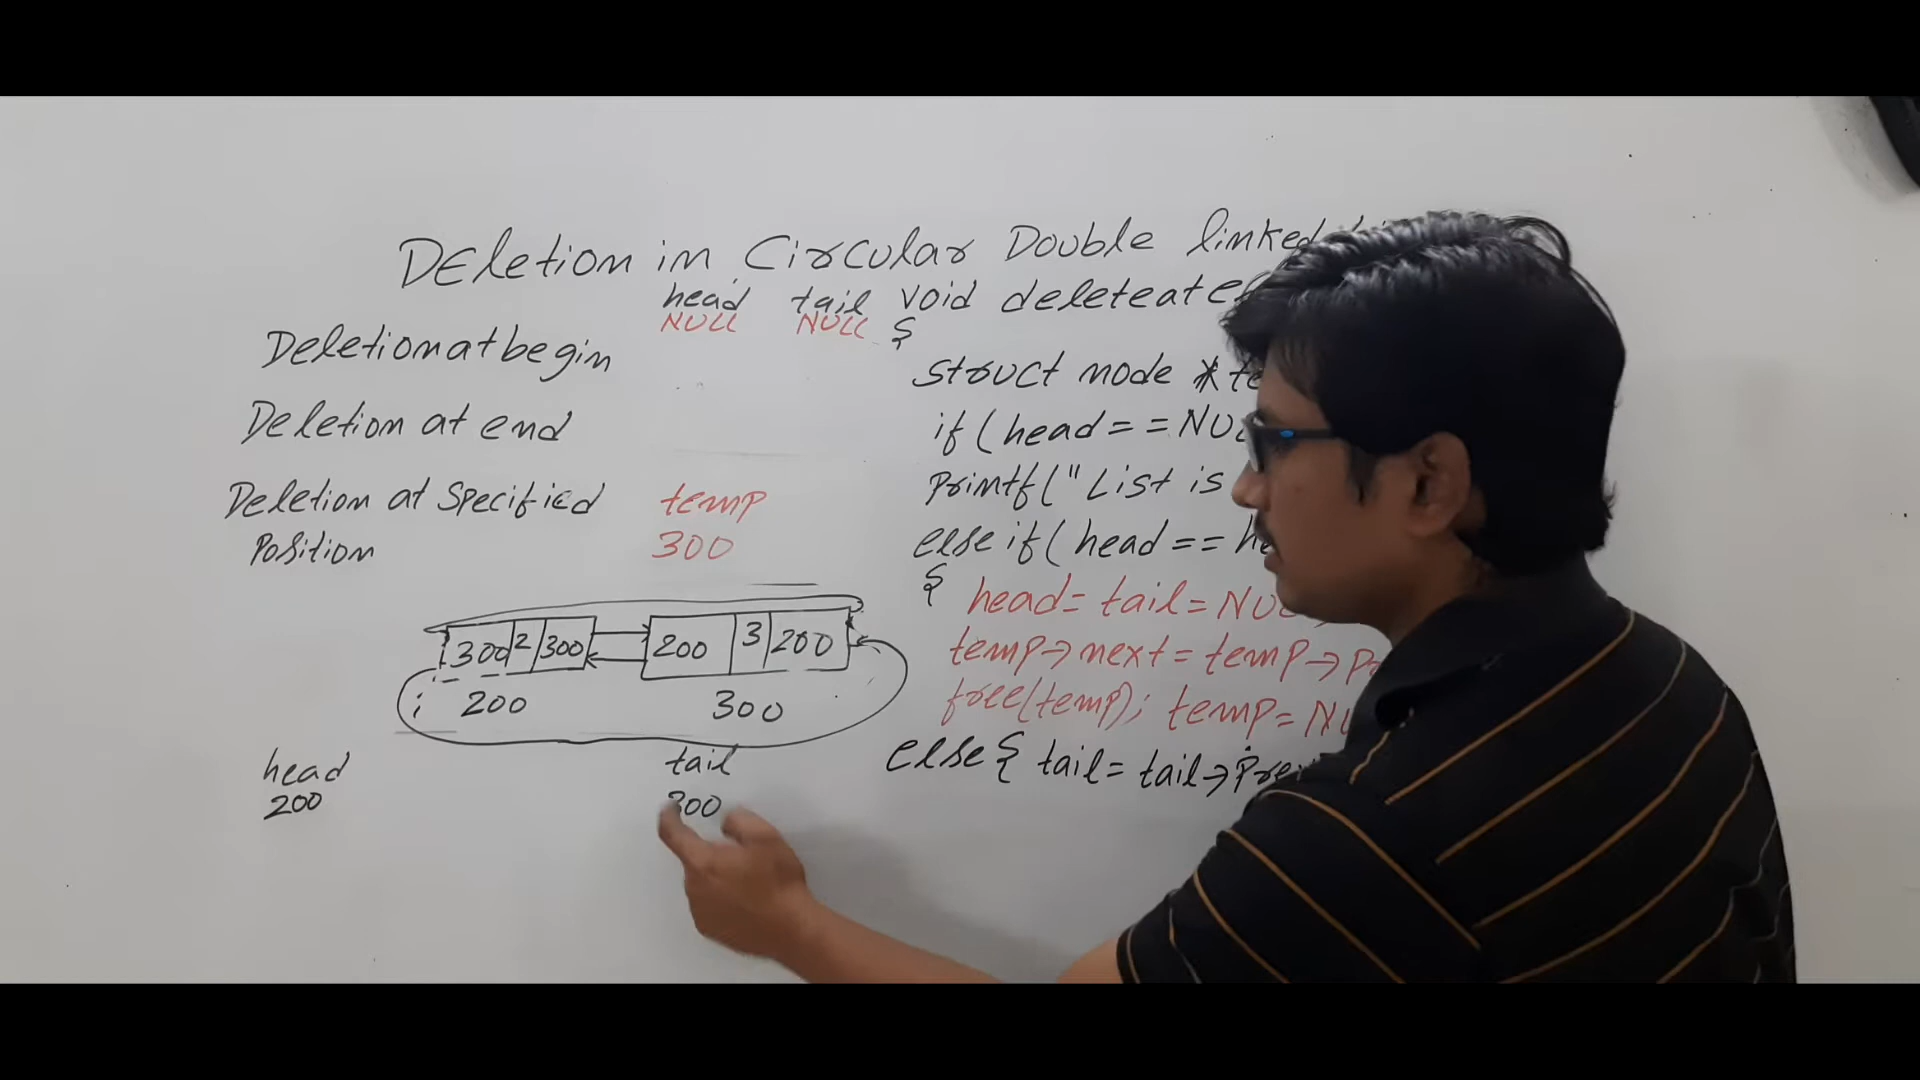 Deletion in Circular Double linked
head tail
NULL NULL
Deletion at begin
Deletion at end
Deletion at Specified
Position
temp
300
300 2 300
200 3 200
200 300
head
200
tail
300
void deleteate
{
struct node *te
if (head == NUL
Printf("List is
else if (head == he
{ head = tail = NU
temp→next = temp→P
free(temp); temp = NU
else { tail = tail→Pre